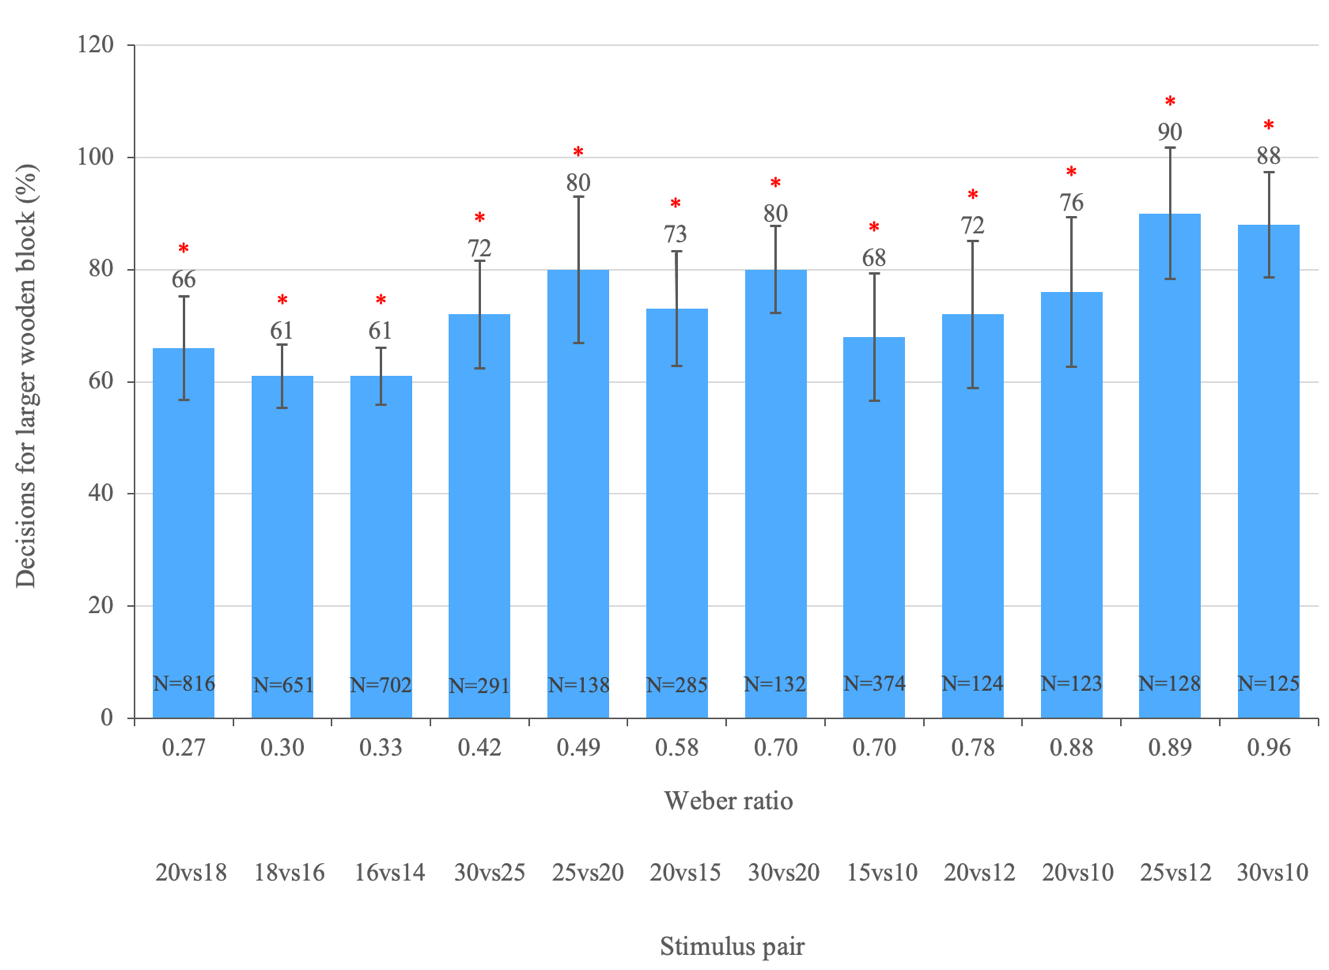 120
100
80
60
40
20
0
Decisions for larger wooden block (%)
* * * * * * * * * * * *
66 61 61 72 80 73 80 68 72 76 90 88
N=816 N=651 N=702 N=291 N=138 N=285 N=132 N=374 N=124 N=123 N=128 N=125
0.27 0.30 0.33 0.42 0.49 0.58 0.70 0.70 0.78 0.88 0.89 0.96
Weber ratio
20vs18 18vs16 16vs14 30vs25 25vs20 20vs15 30vs20 15vs10 20vs12 20vs10 25vs12 30vs10
Stimulus pair